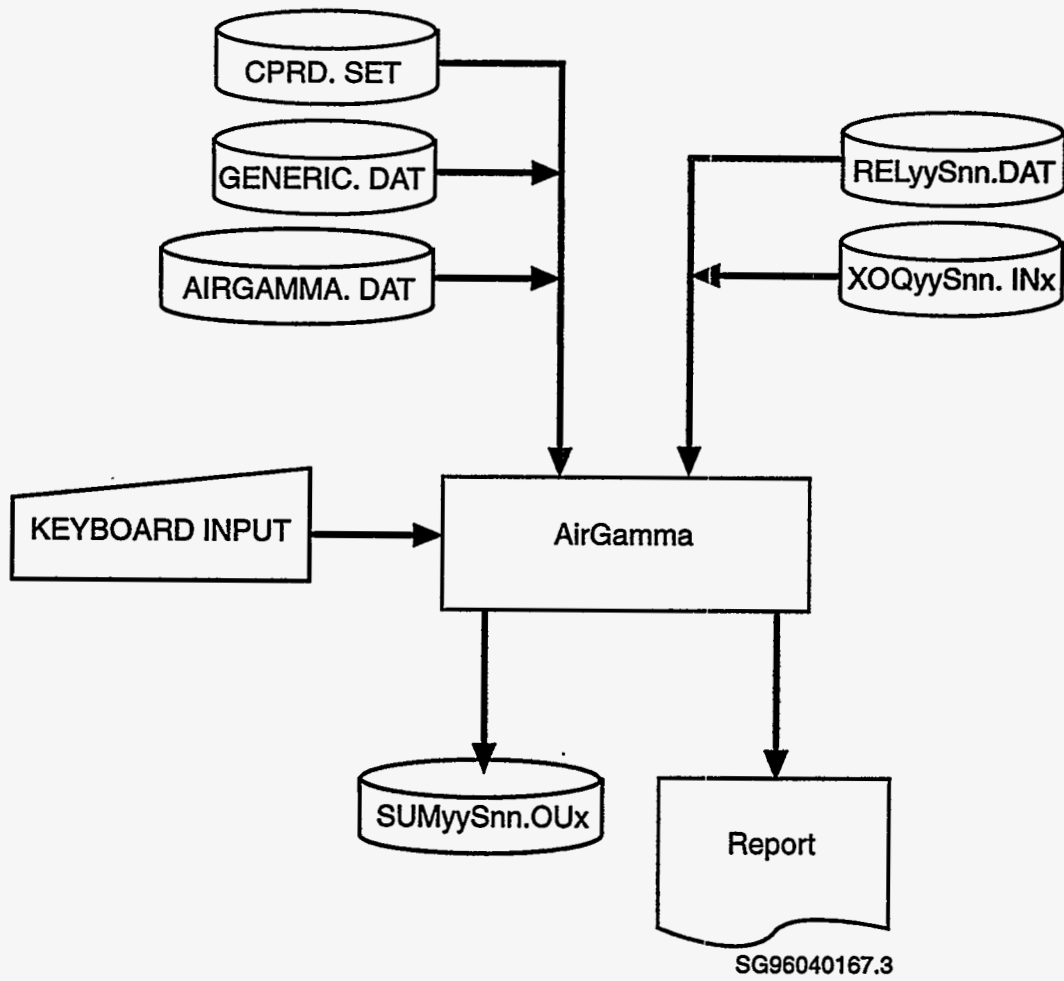 CPRD. SET
GENERIC. DAT
AIRGAMMA. DAT
RELyySnn.DAT
XOQyySnn. INx
KEYBOARD INPUT
AirGamma
SUMyySnn.OUx
Report
SG96040167.3